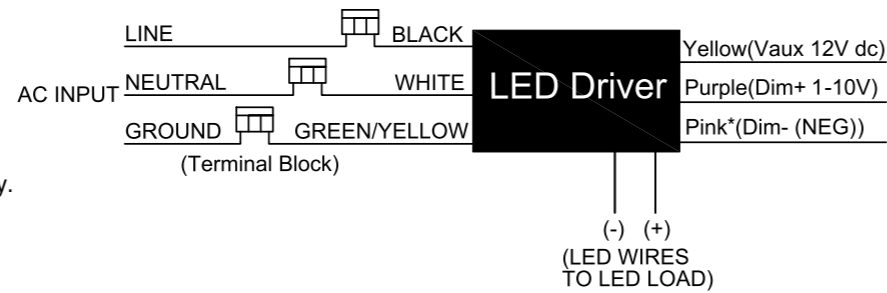 LINE
BLACK
AC INPUT
NEUTRAL
WHITE
GROUND
GREEN/YELLOW
(Terminal Block)
y.
LED Driver
Yellow(Vaux 12V dc)
Purple(Dim+ 1-10V)
Pink*(Dim- (NEG))
(-) (+)
(LED WIRES
TO LED LOAD)